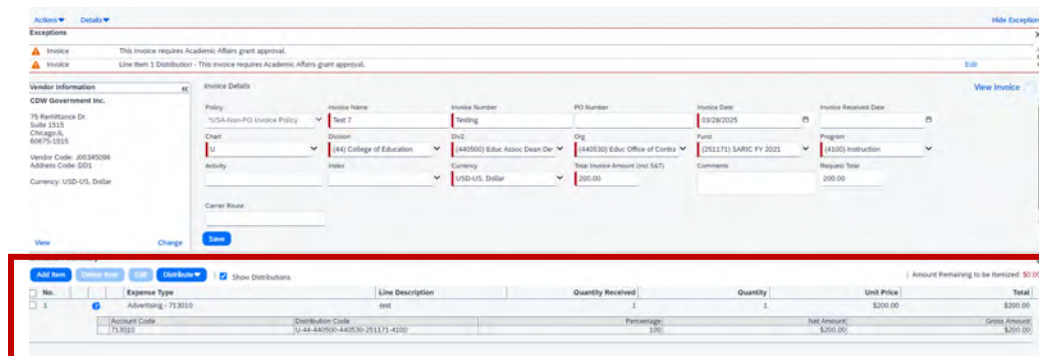 Actions Details Hide Exception
Exceptions
Invoice This invoice requires Academic Affairs grant approval.
Invoice Line Item 1 Distribution - This invoice requires Academic Affairs grant approval. Edit
Vendor Information « Invoice Details View Invoice
CDW Government Inc.
75 Remittance Dr
Suite 1515
Chicago,IL
60675-1515
Vendor Code: J00345096
Address Code: DD1
Currency: USD-US, Dollar
View Change
Policy Invoice Name Invoice Number PO Number Invoice Date Invoice Received Date
*USA-Non-PO Invoice Policy Test 7 Testing 03/28/2025
Chart Division Div2 Org Fund Program
U (44) College of Education (440500) Educ Assoc Dean De (440530) Educ Office of Contra (251171) SARIC FY 2021 (4100) Instruction
Activity Index Currency Total Invoice Amount (incl S&T) Comments Request Total
USD-US, Dollar 200.00 200.00
Carrier Route
Save
Add Item Delete Item Edit Distribute Show Distributions Amount Remaining to be Itemized: $0.00
No. Expense Type Line Description Quantity Received Quantity Unit Price Total
1 Advertising - 713010 test 1 1 $200.00 $200.00
Account Code Distribution Code Percentage Net Amount Gross Amount
713010 U-44-440500-440530-251171-4100 100 $200.00 $200.00